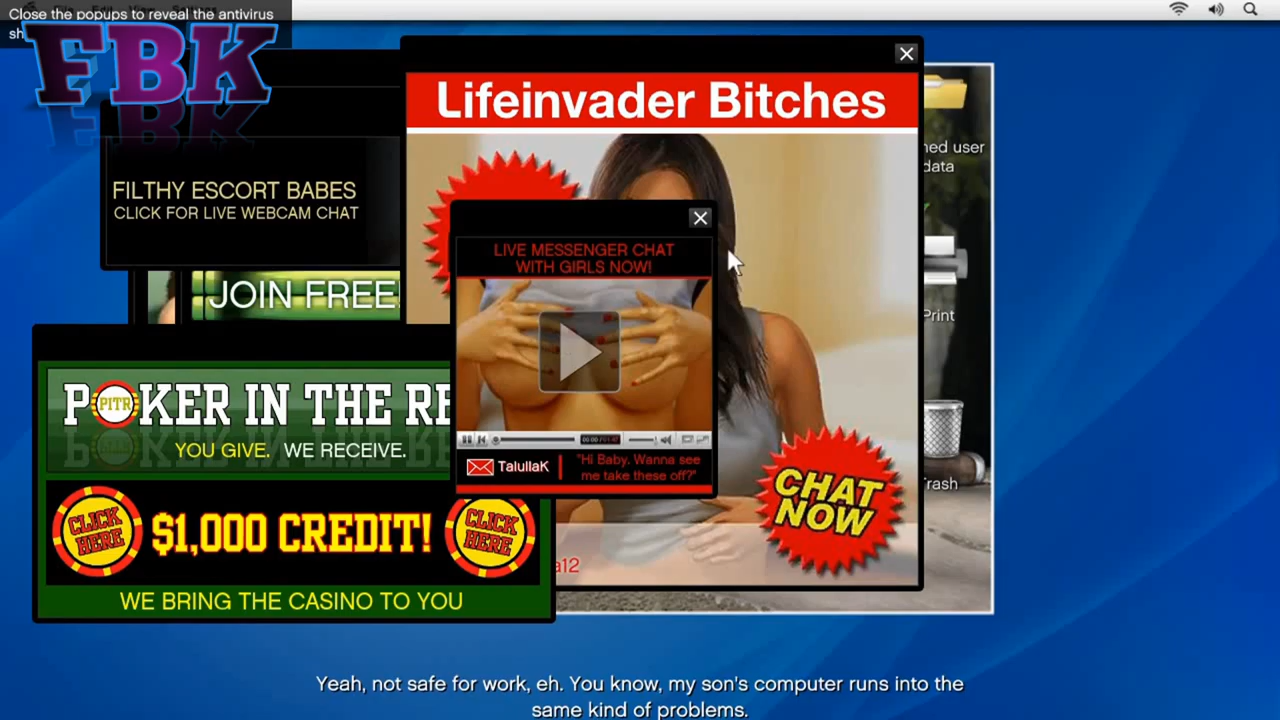 Close the popups to reveal the antivirus
sh
FBK
Lifeinvader Bitches
ned user
data
FILTHY ESCORT BABES
CLICK FOR LIVE WEBCAM CHAT
LIVE MESSENGER CHAT
WITH GIRLS NOW!
JOIN FREE
Print
POKER IN THE RE
PITR
YOU GIVE. WE RECEIVE.
TalullaK
"Hi Baby. Wanna see
me take these off?"
Trash
CHAT
NOW
CLICK
HERE
$1,000 CREDIT!
CLICK
HERE
a12
WE BRING THE CASINO TO YOU
Yeah, not safe for work, eh. You know, my son's computer runs into the
same kind of problems.